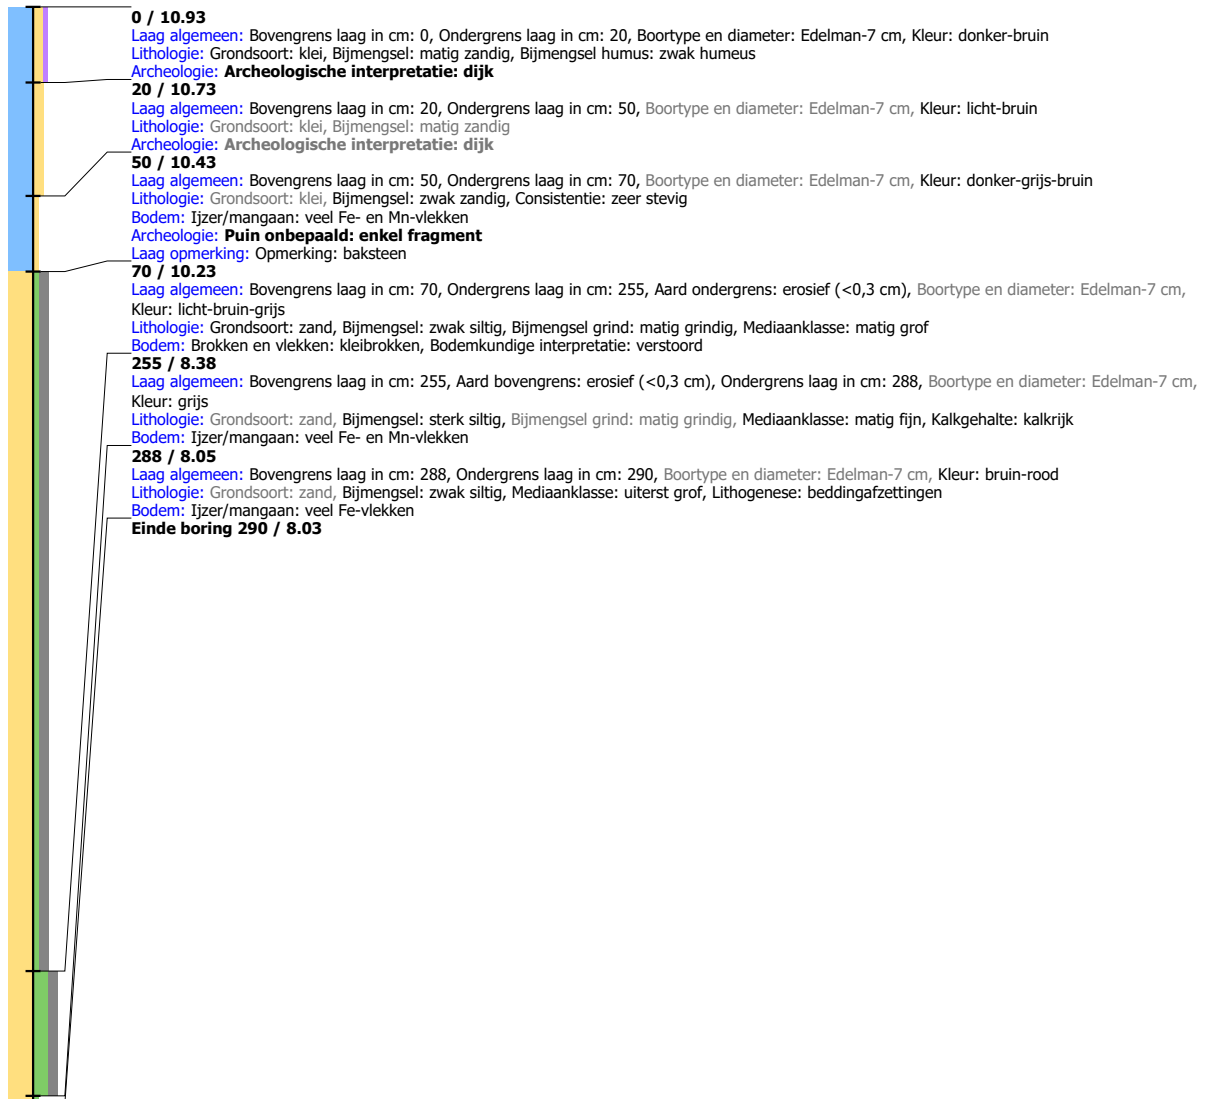 0 / 10.93
Laag algemeen: Bovengrens laag in cm: 0, Ondergrens laag in cm: 20, Boortype en diameter: Edelman-7 cm, Kleur: donker-bruin
Lithologie: Grondsoort: klei, Bijmengsel: matig zandig, Bijmengsel humus: zwak humeus
Archeologie: Archeologische interpretatie: dijk
20 / 10.73
Laag algemeen: Bovengrens laag in cm: 20, Ondergrens laag in cm: 50, Boortype en diameter: Edelman-7 cm, Kleur: licht-bruin
Lithologie: Grondsoort: klei, Bijmengsel: matig zandig
Archeologie: Archeologische interpretatie: dijk
50 / 10.43
Laag algemeen: Bovengrens laag in cm: 50, Ondergrens laag in cm: 70, Boortype en diameter: Edelman-7 cm, Kleur: donker-grijs-bruin
Lithologie: Grondsoort: klei, Bijmengsel: zwak zandig, Consistentie: zeer stevig
Bodem: Ijzer/mangaan: veel Fe- en Mn-vlekken
Archeologie: Puin onbepaald: enkel fragment
Laag opmerking: Opmerking: baksteen
70 / 10.23
Laag algemeen: Bovengrens laag in cm: 70, Ondergrens laag in cm: 255, Aard ondergrens: erosief (<0,3 cm), Boortype en diameter: Edelman-7 cm,
Kleur: licht-bruin-grijs
Lithologie: Grondsoort: zand, Bijmengsel: zwak siltig, Bijmengsel grind: matig grindig, Mediaanklasse: matig grof
Bodem: Brokken en vlekken: kleibrokken, Bodemkundige interpretatie: verstoord
255 / 8.38
Laag algemeen: Bovengrens laag in cm: 255, Aard bovengrens: erosief (<0,3 cm), Ondergrens laag in cm: 288, Boortype en diameter: Edelman-7 cm,
Kleur: grijs
Lithologie: Grondsoort: zand, Bijmengsel: sterk siltig, Bijmengsel grind: matig grindig, Mediaanklasse: matig fijn, Kalkgehalte: kalkrijk
Bodem: Ijzer/mangaan: veel Fe- en Mn-vlekken
288 / 8.05
Laag algemeen: Bovengrens laag in cm: 288, Ondergrens laag in cm: 290, Boortype en diameter: Edelman-7 cm, Kleur: bruin-rood
Lithologie: Grondsoort: zand, Bijmengsel: zwak siltig, Mediaanklasse: uiterst grof, Lithogenese: beddingafzettingen
Bodem: Ijzer/mangaan: veel Fe-vlekken
Einde boring 290 / 8.03